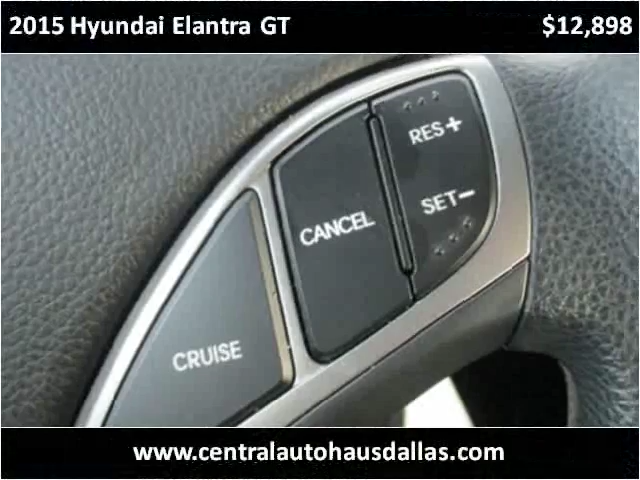 2015 Hyundai Elantra GT $12,898
RES+
SET-
CANCEL
CRUISE
www.centralautohausdallas.com